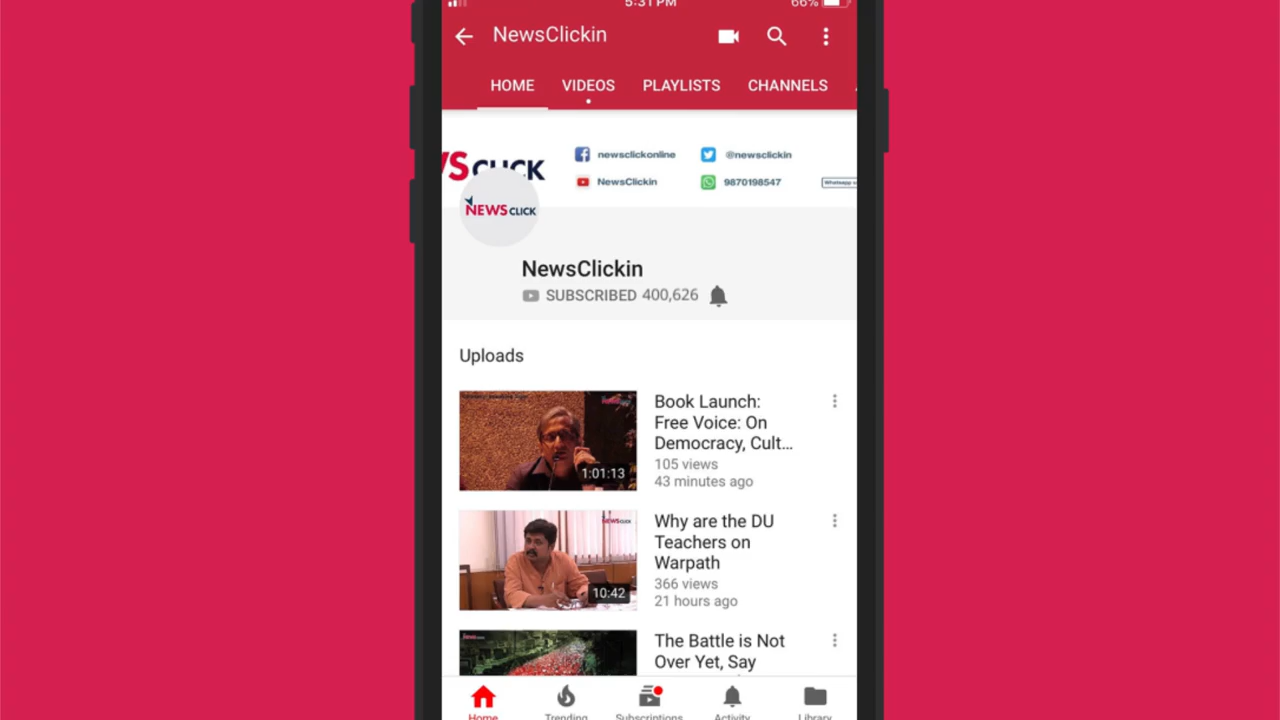 5:31 PM
66%
NewsClickin
HOME VIDEOS PLAYLISTS CHANNELS
WS CLICK
newsclickonline
@newsclickin
NewsClickin
9870198547
Whatsapp
NEWSCLICK
NewsClickin
SUBSCRIBED 400,626
Uploads
Book Launch:
Free Voice: On
Democracy, Cult...
105 views
43 minutes ago
1:01:13
Why are the DU
Teachers on
Warpath
366 views
21 hours ago
NEWSCLICK
10:42
The Battle is Not
Over Yet, Say
Home Trending Subscriptions Activity Library